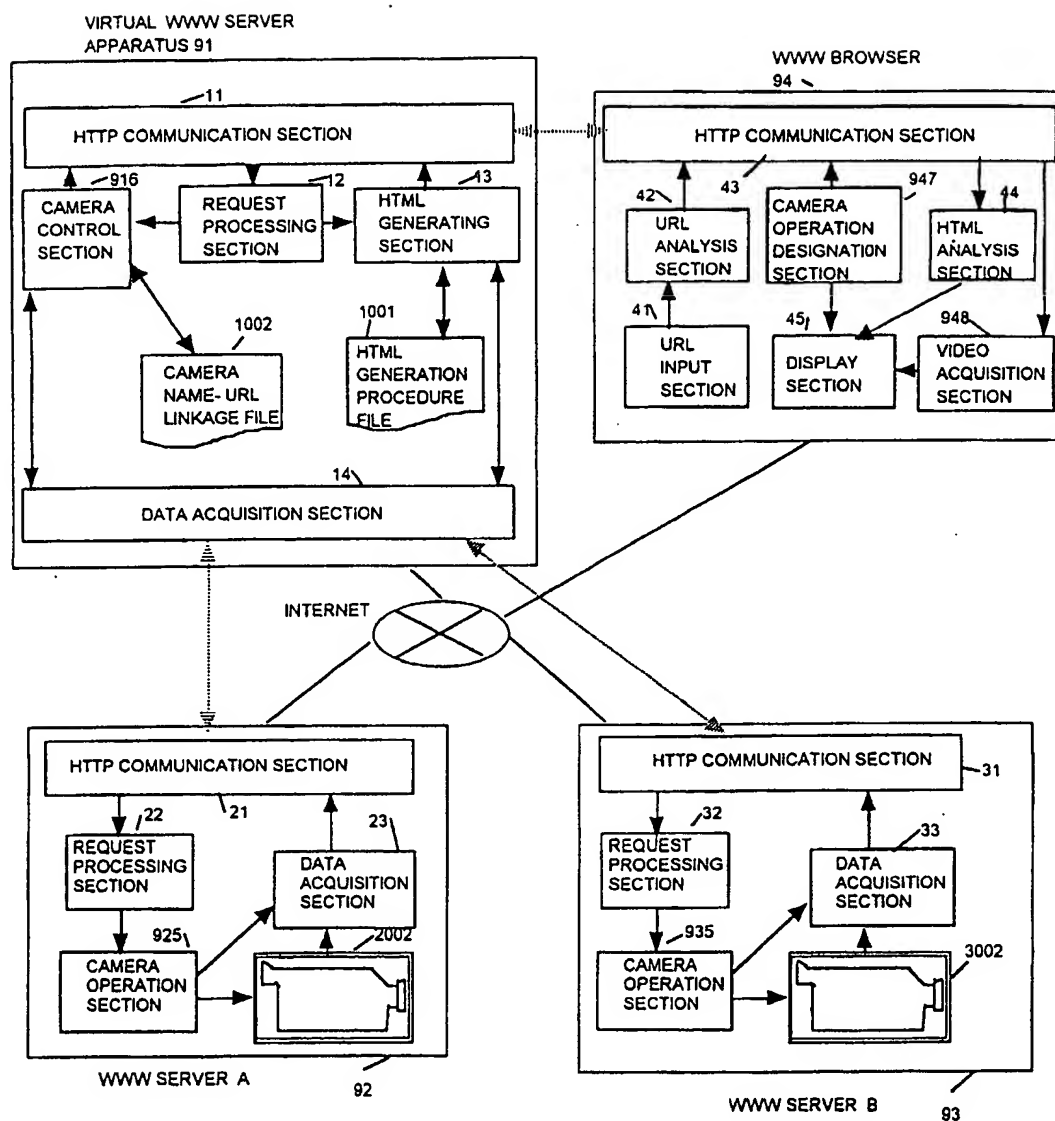 VIRTUAL WWW SERVER
APPARATUS 91
11
HTTP COMMUNICATION SECTION
916
CAMERA
CONTROL
SECTION
12
REQUEST
PROCESSING
SECTION
13
HTML
GENERATING
SECTION
1002
CAMERA
NAME- URL
LINKAGE FILE
1001
HTML
GENERATION
PROCEDURE
FILE
14
DATA ACQUISITION SECTION
WWW BROWSER
94
HTTP COMMUNICATION SECTION
43
42
URL
ANALYSIS
SECTION
947
CAMERA
OPERATION
DESIGNATION
SECTION
44
HTML
ANALYSIS
SECTION
41
URL
INPUT
SECTION
45
DISPLAY
SECTION
948
VIDEO
ACQUISITION
SECTION
INTERNET
HTTP COMMUNICATION SECTION
21
22
REQUEST
PROCESSING
SECTION
23
DATA
ACQUISITION
SECTION
925
CAMERA
OPERATION
SECTION
2002
WWW SERVER A
92
HTTP COMMUNICATION SECTION
31
32
REQUEST
PROCESSING
SECTION
33
DATA
ACQUISITION
SECTION
935
CAMERA
OPERATION
SECTION
3002
WWW SERVER B
93